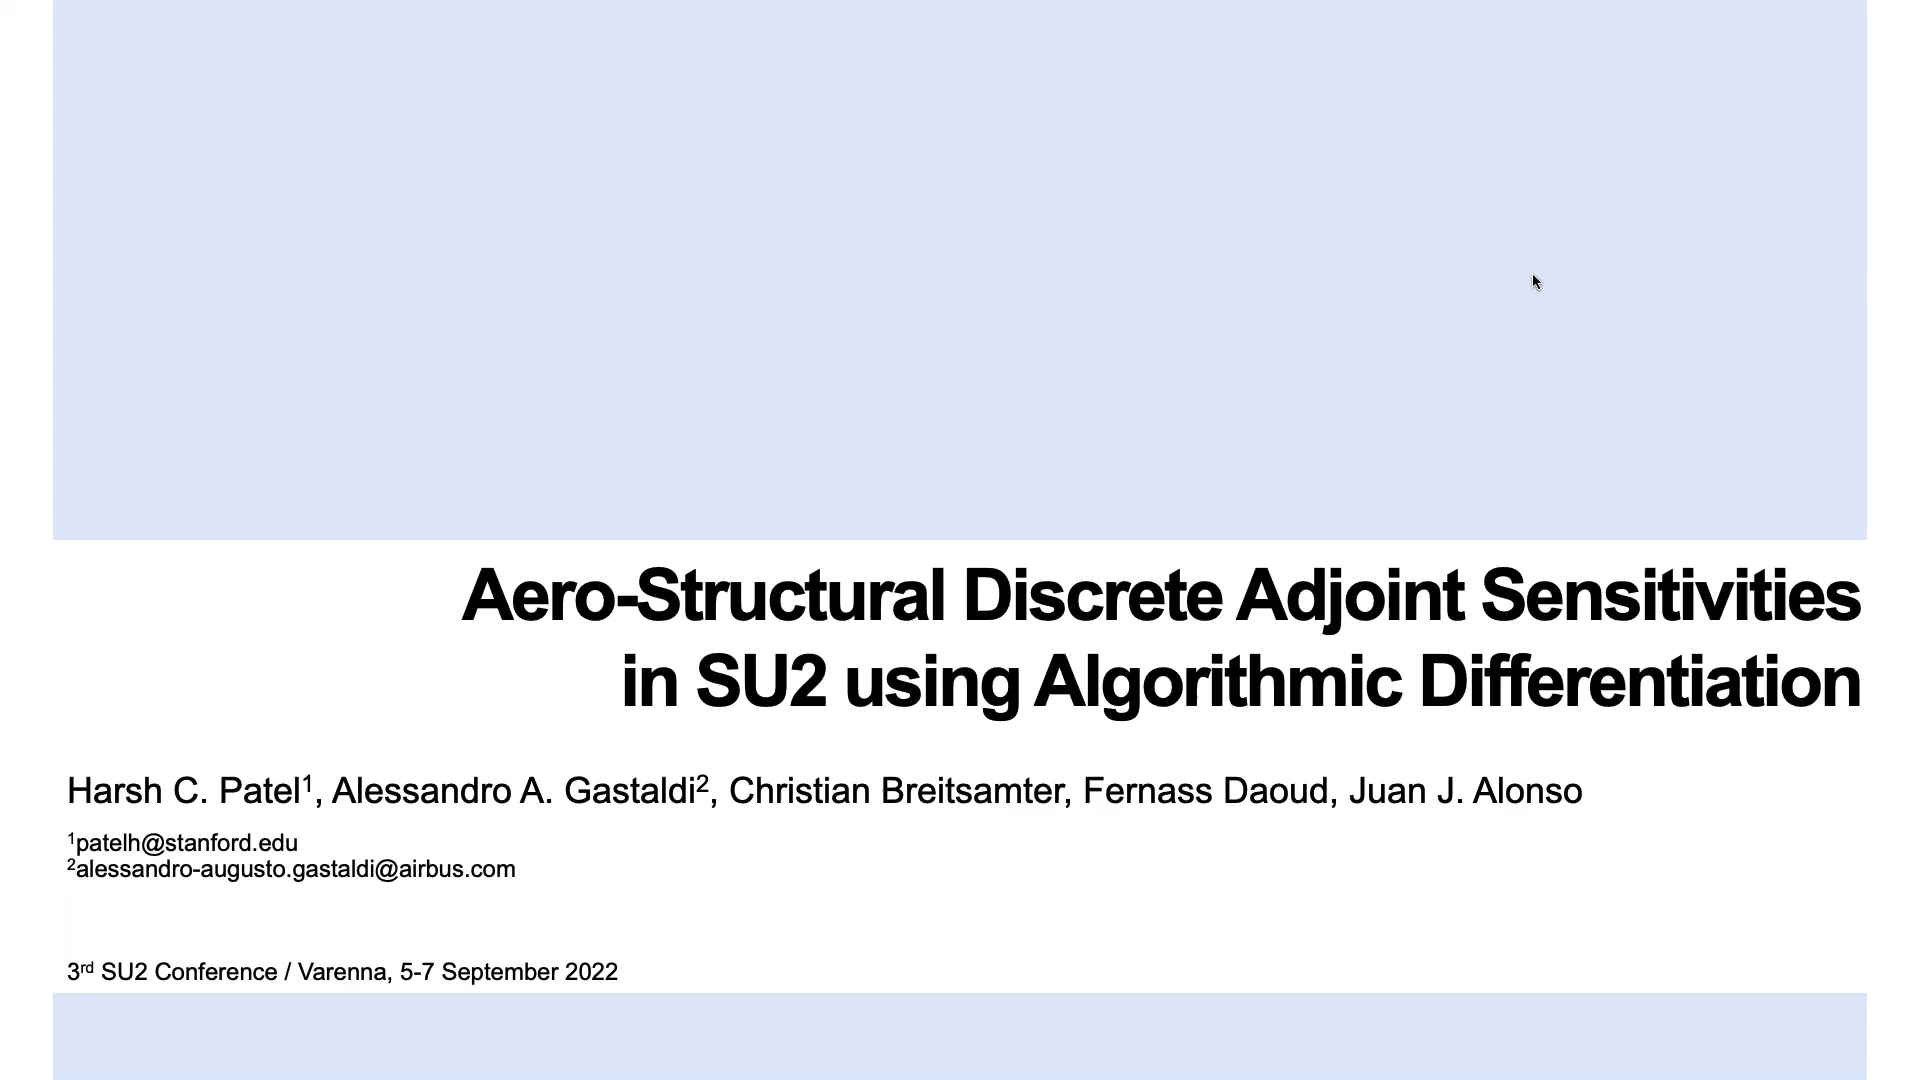 Aero-Structural Discrete Adjoint Sensitivities
in SU2 using Algorithmic Differentiation
Harsh C. Patel¹, Alessandro A. Gastaldi², Christian Breitsamter, Fernass Daoud, Juan J. Alonso
¹patelh@stanford.edu
²alessandro-augusto.gastaldi@airbus.com
3rd SU2 Conference / Varenna, 5-7 September 2022